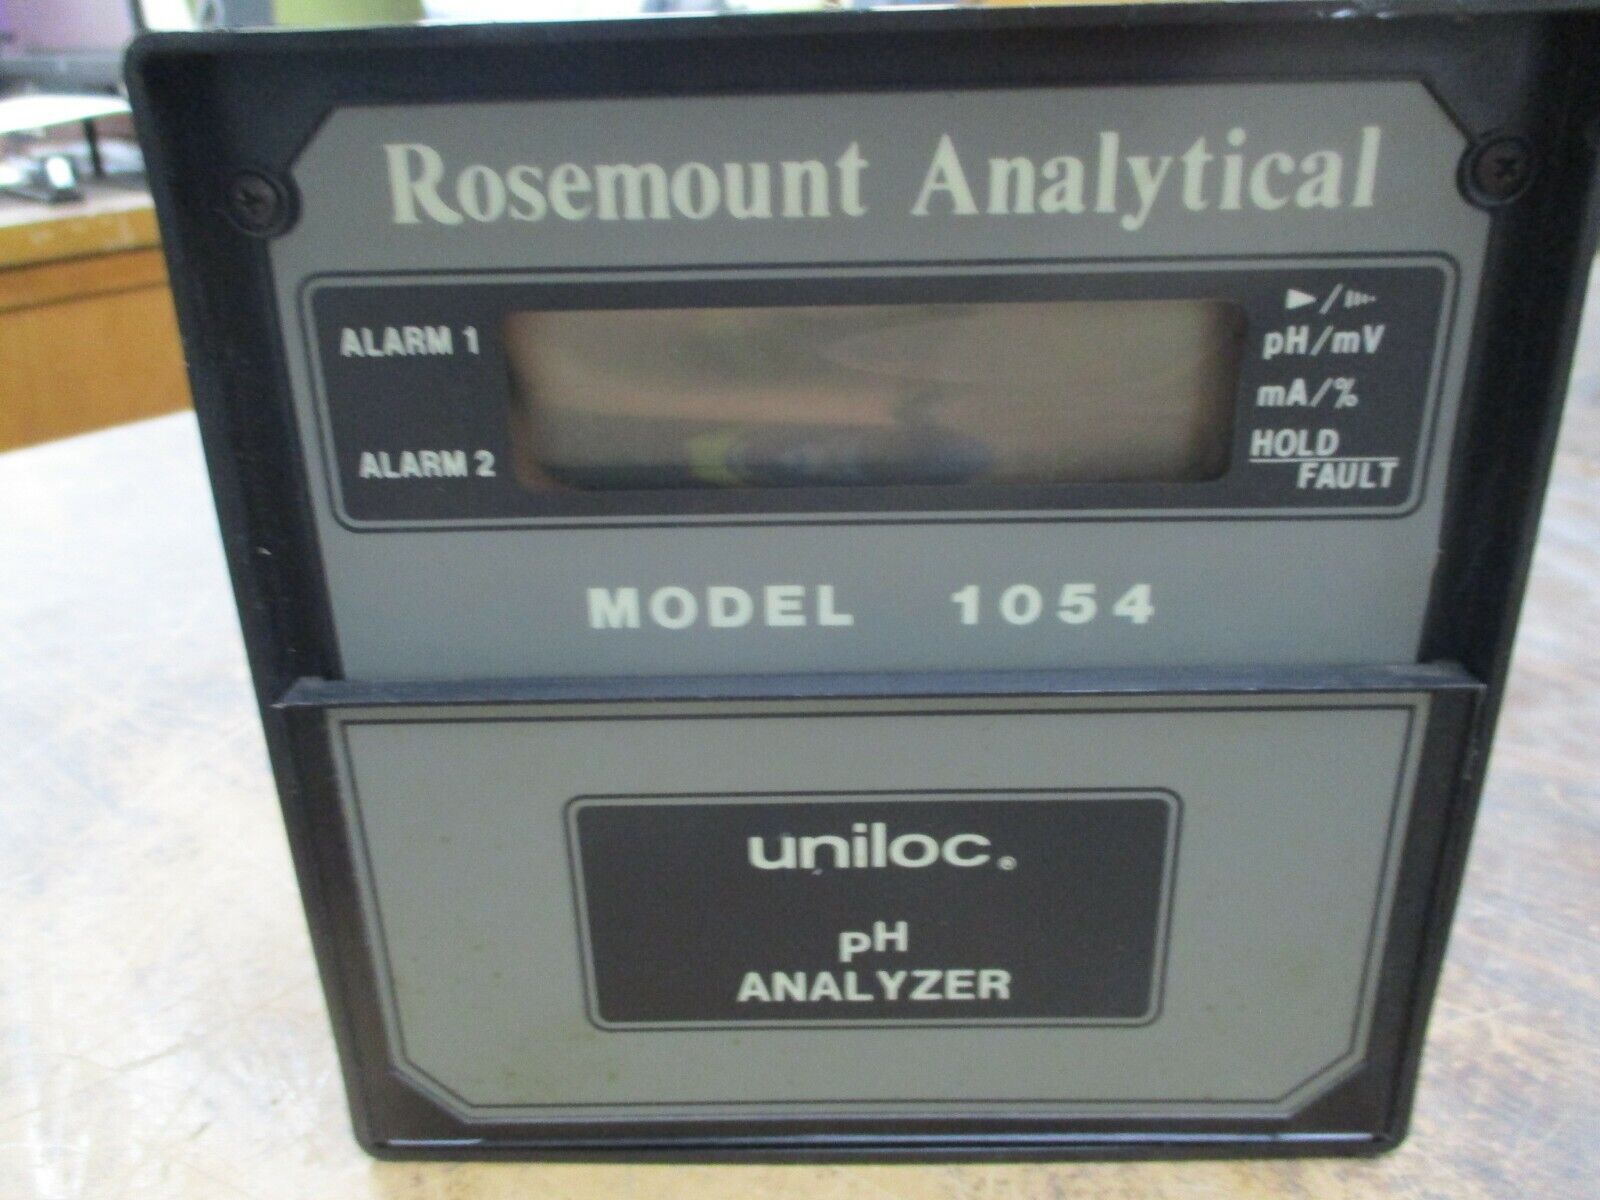 Rosemount Analytical
ALARM 1
ALARM 2
pH/mV
mA/%
HOLD
FAULT
MODEL 1054
uniloc.®
pH
ANALYZER